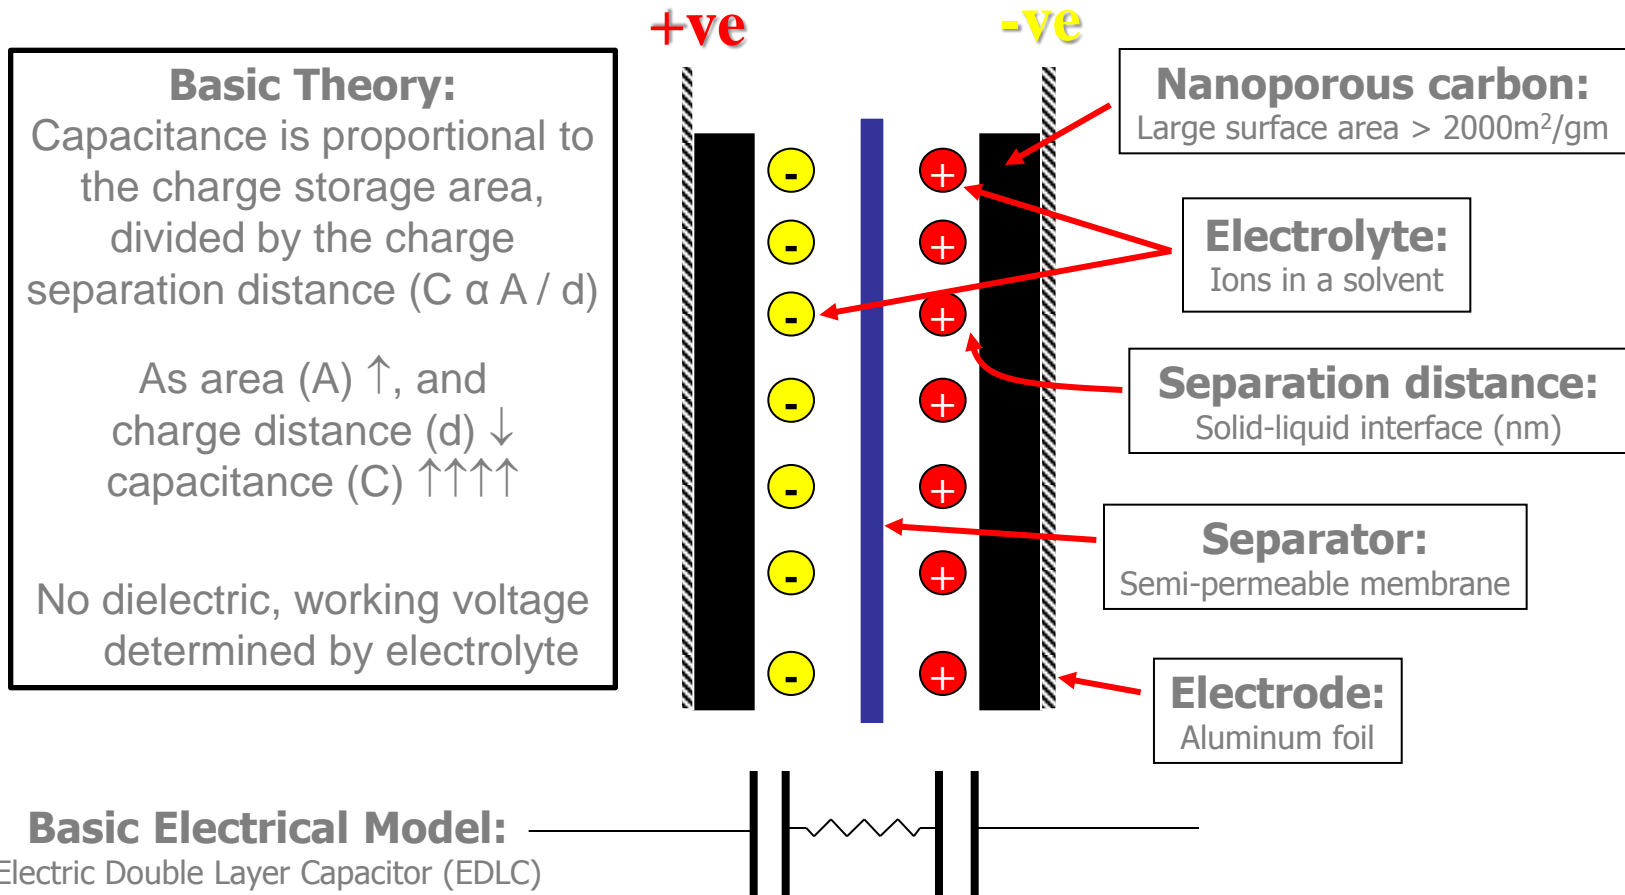 +ve
-ve
Basic Theory:
Capacitance is proportional to
the charge storage area,
divided by the charge
separation distance (C α A / d)
As area (A) ↑, and
charge distance (d) ↓
capacitance (C) ↑↑↑↑
No dielectric, working voltage
determined by electrolyte
-
-
-
-
-
-
-
+
+
+
+
+
+
+
Nanoporous carbon:
Large surface area > 2000m²/gm
Electrolyte:
Ions in a solvent
Separation distance:
Solid-liquid interface (nm)
Separator:
Semi-permeable membrane
Electrode:
Aluminum foil
Basic Electrical Model:
Electric Double Layer Capacitor (EDLC)